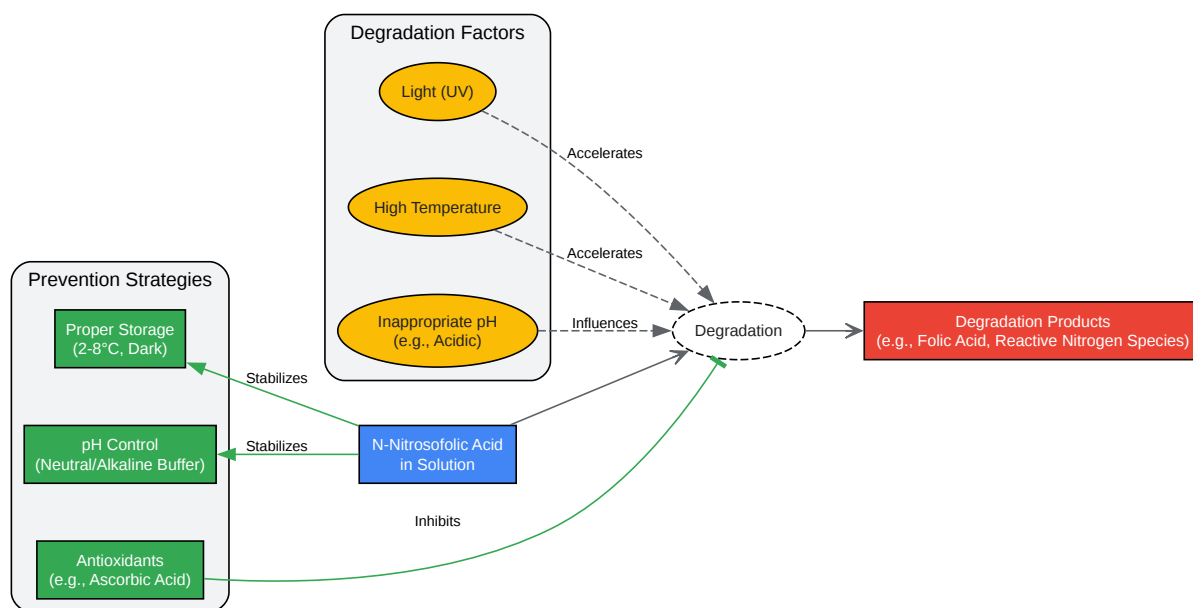 Degradation Factors
Light (UV)
Accelerates
High Temperature
Accelerates
Inappropriate pH
(e.g., Acidic)
Influences
Degradation
Degradation Products
(e.g., Folic Acid, Reactive Nitrogen Species)
Prevention Strategies
Proper Storage
(2-8°C, Dark)
Stabilizes
pH Control
(Neutral/Alkaline Buffer)
Stabilizes
N-Nitrosofolic Acid
in Solution
Inhibits
Antioxidants
(e.g., Ascorbic Acid)